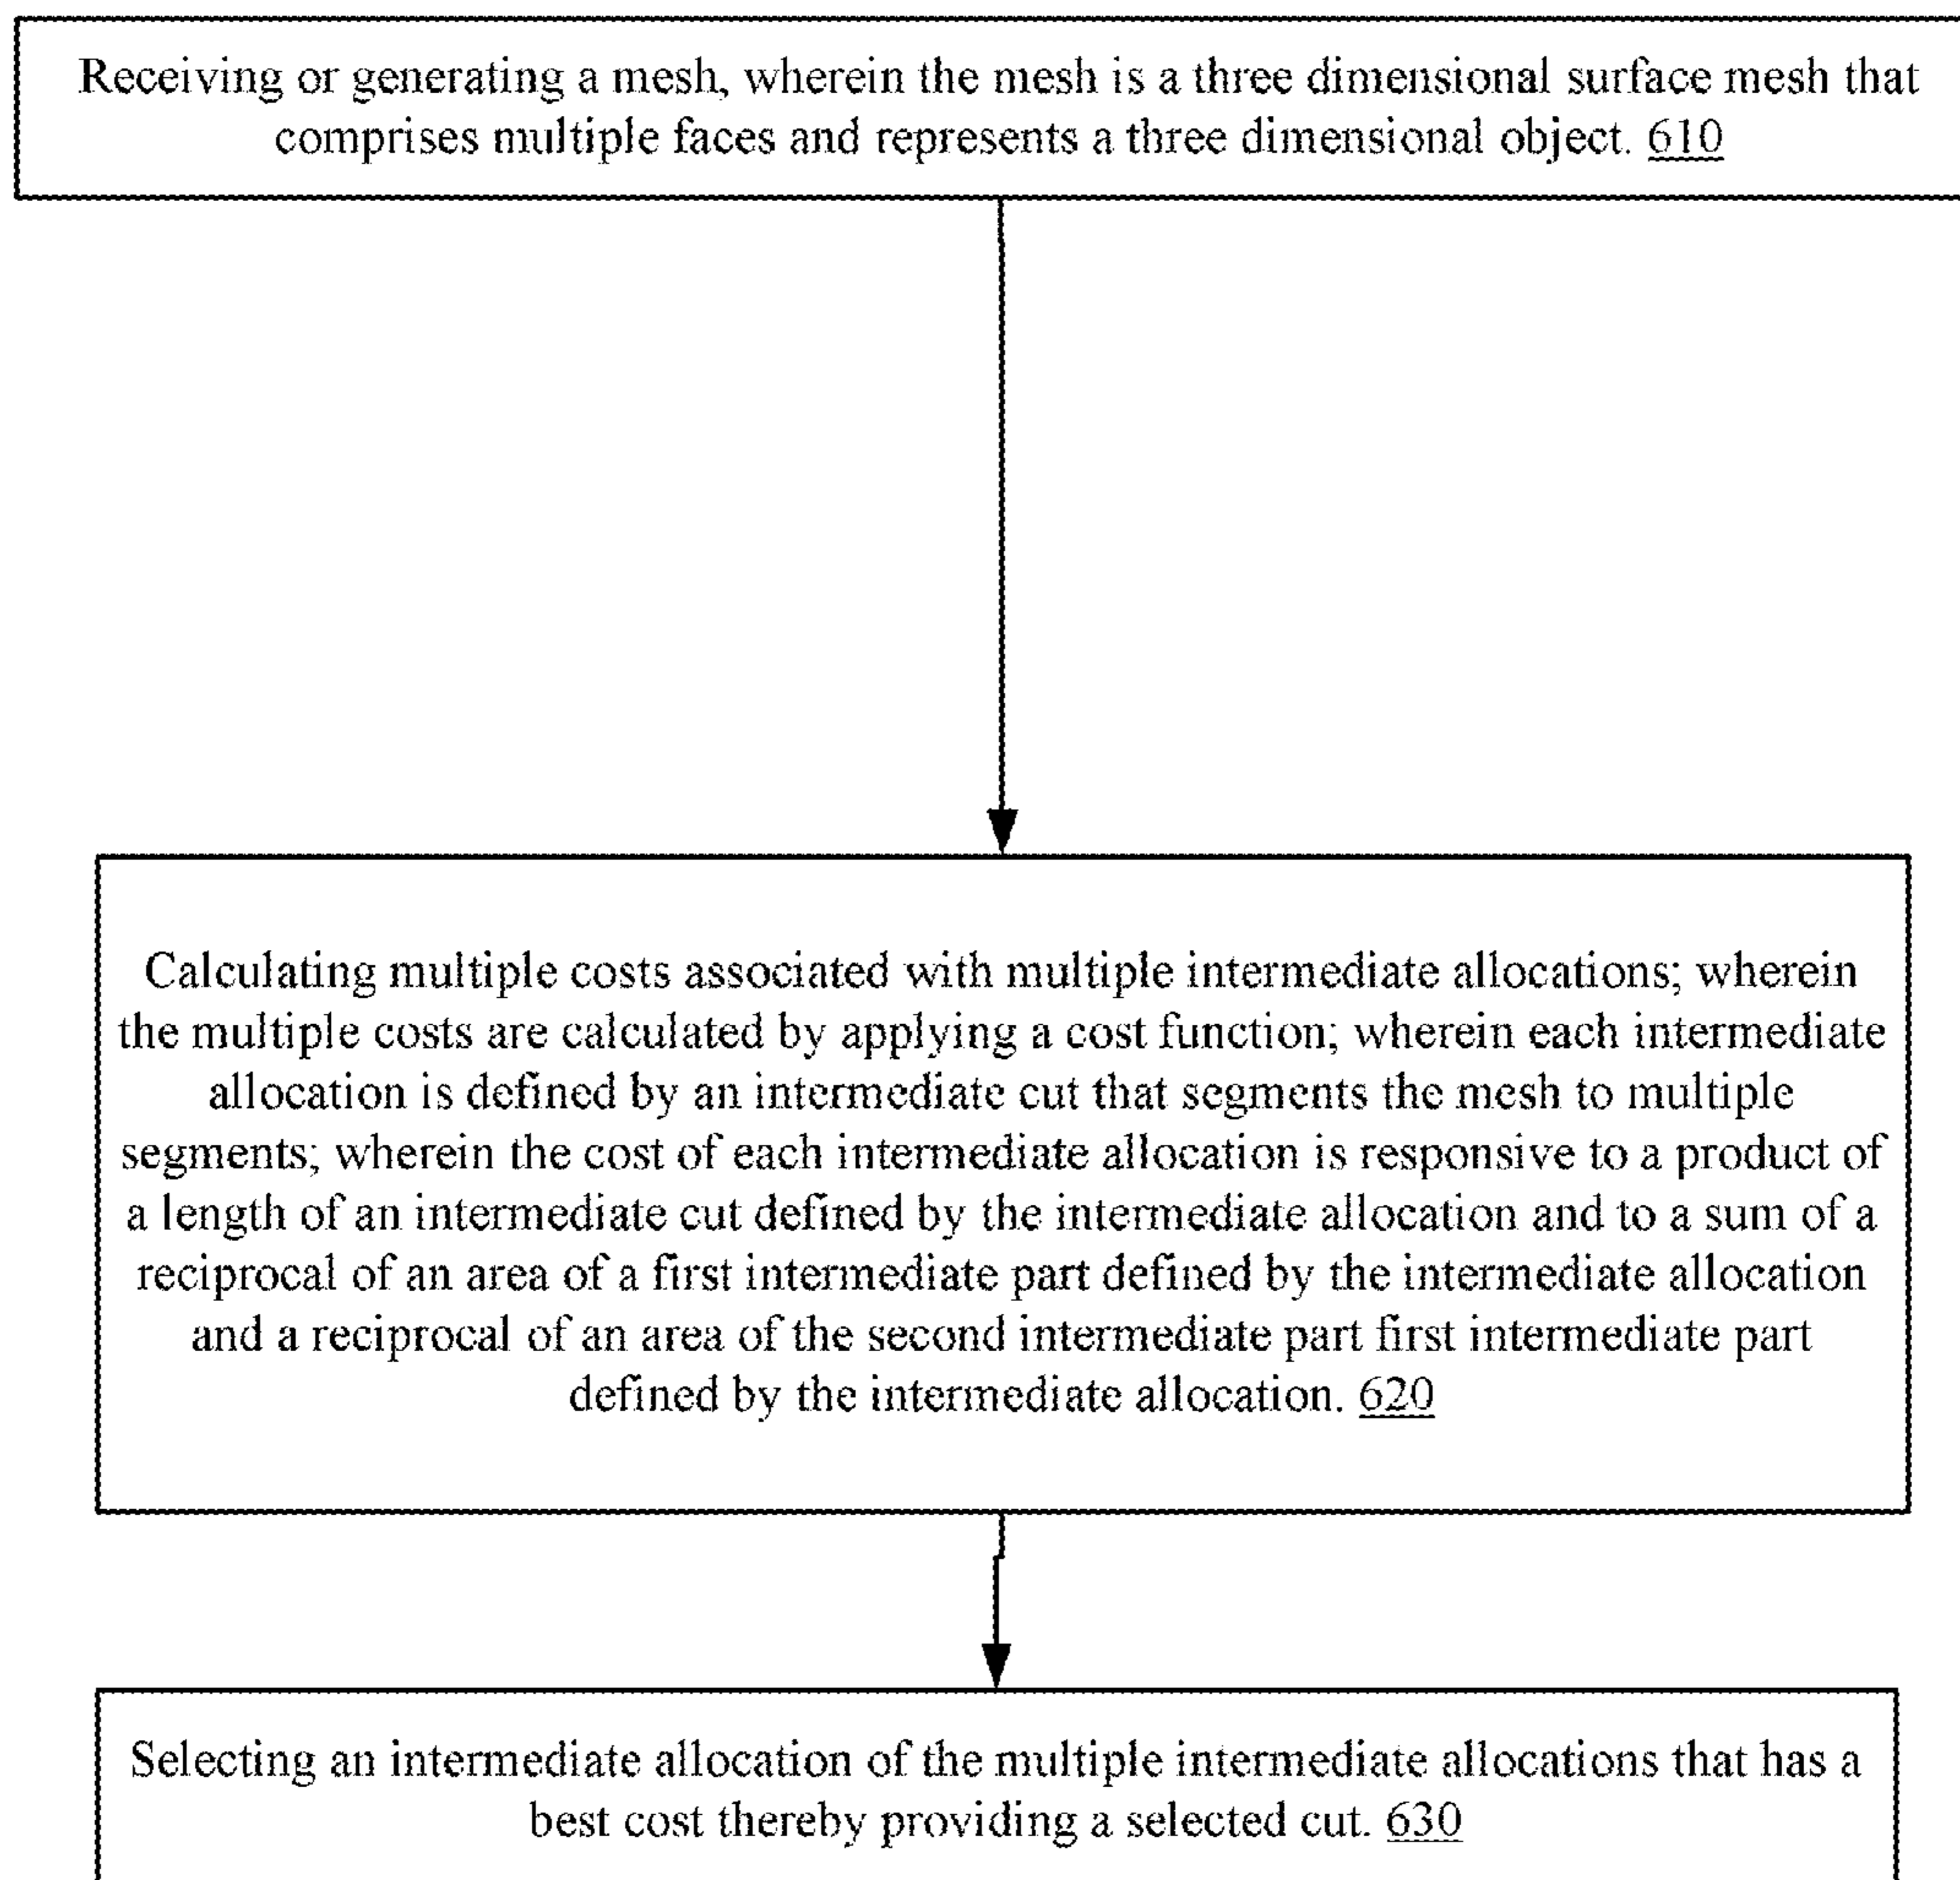 Receiving or generating a mesh, wherein the mesh is a three dimensional surface mesh that
comprises multiple faces and represents a three dimensional object. 610
Calculating multiple costs associated with multiple intermediate allocations; wherein
the multiple costs are calculated by applying a cost function; wherein each intermediate
allocation is defined by an intermediate cut that segments the mesh to multiple
segments; wherein the cost of each intermediate allocation is responsive to a product of
a length of an intermediate cut defined by the intermediate allocation and to a sum of a
reciprocal of an area of a first intermediate part defined by the intermediate allocation
and a reciprocal of an area of the second intermediate part first intermediate part
defined by the intermediate allocation. 620
Selecting an intermediate allocation of the multiple intermediate allocations that has a
best cost thereby providing a selected cut. 630